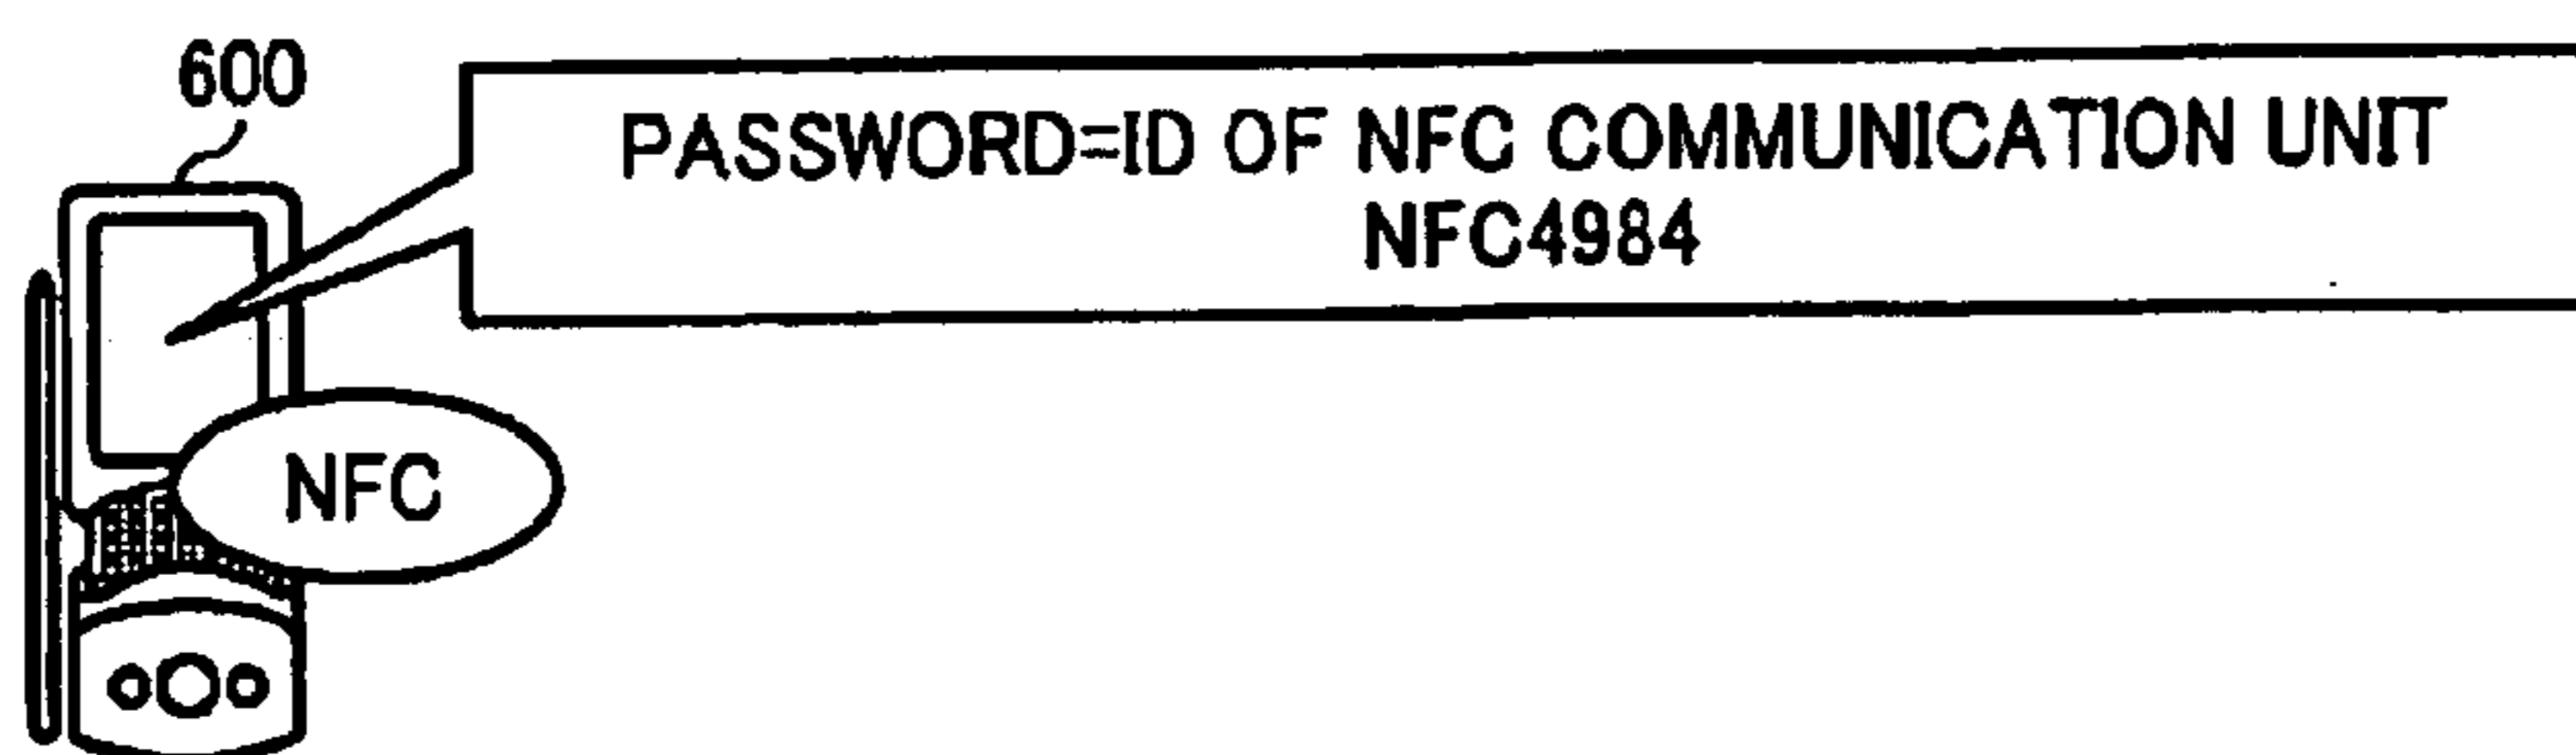 600
PASSWORD=ID OF NFC COMMUNICATION UNIT
NFC4984
NFC